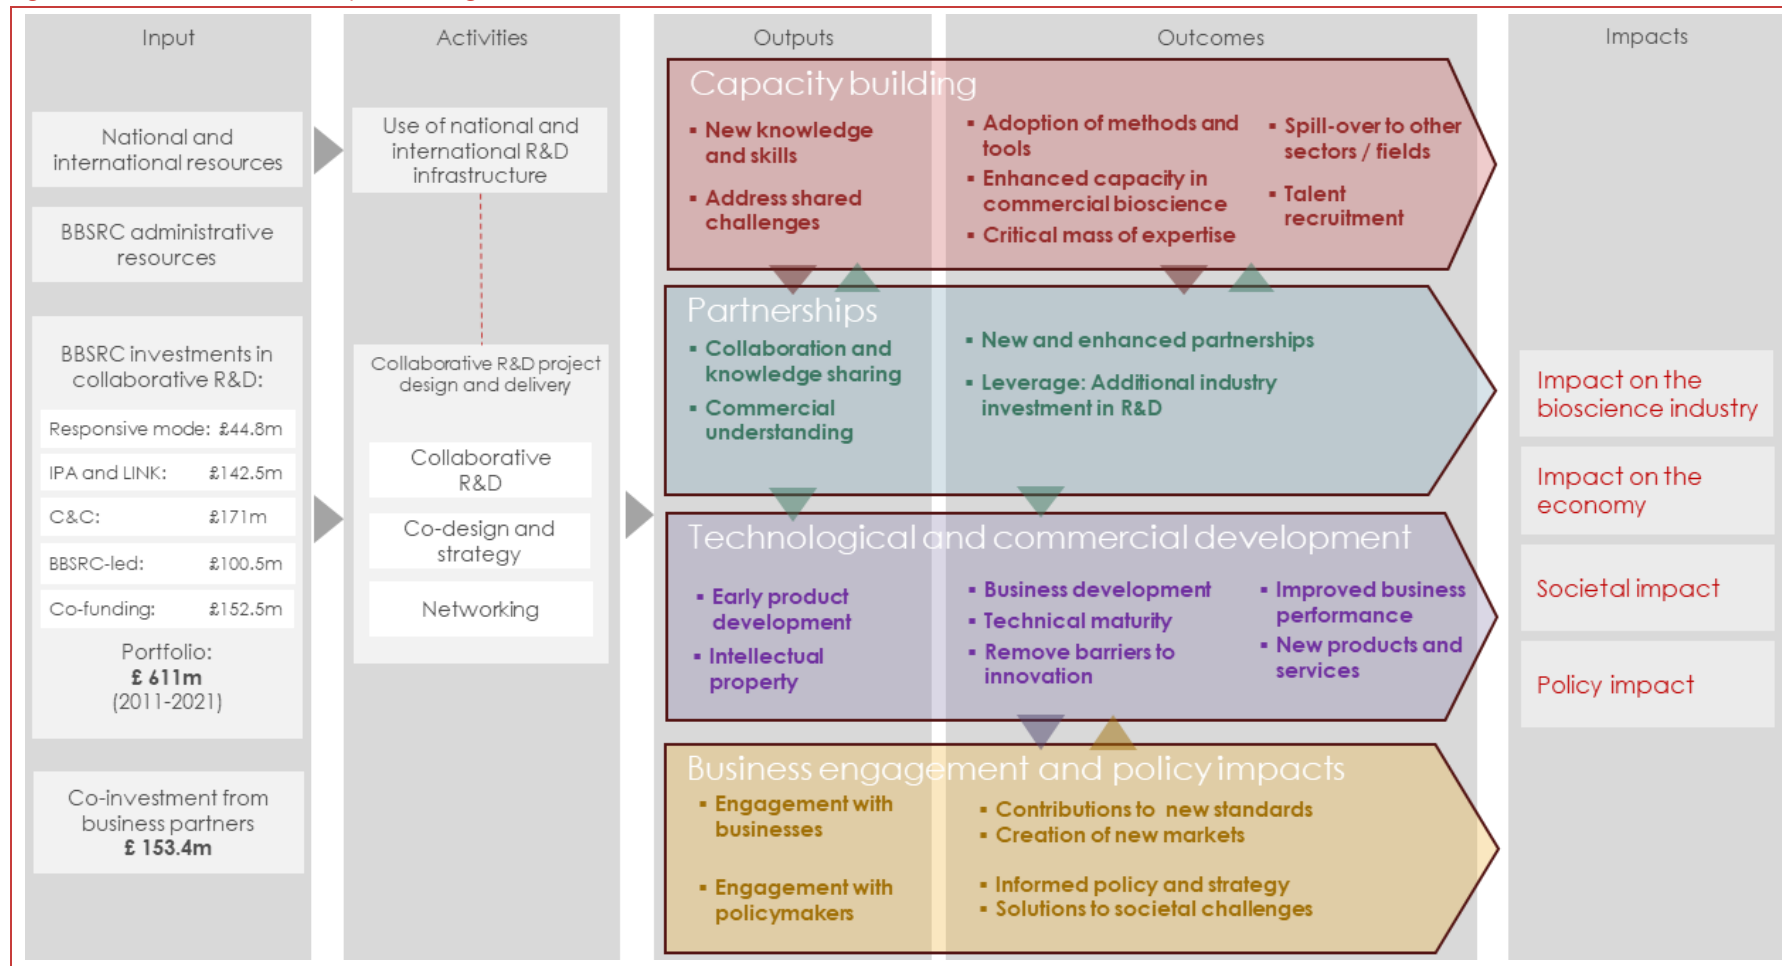 Input
National and
international resources
BBSRC administrative
resources
BBSRC investments in
collaborative R&D:
Responsive mode: £44.8m
IPA and LINK: £142.5m
C&C: £171m
BBSRC-led: £100.5m
Co-funding: £152.5m
Portfolio:
£ 611m
(2011-2021)
Co-investment from
business partners
£ 153.4m
Activities
Use of national and
international R&D
infrastructure
Collaborative R&D project
design and delivery
Collaborative
R&D
Co-design and
strategy
Networking
Outputs
Outcomes
Capacity building
▪ New knowledge
and skills
▪ Address shared
challenges
▪ Adoption of methods and
tools
▪ Enhanced capacity in
commercial bioscience
▪ Critical mass of expertise
▪ Spill-over to other
sectors / fields
▪ Talent
recruitment
Partnerships
▪ Collaboration and
knowledge sharing
▪ Commercial
understanding
▪ New and enhanced partnerships
▪ Leverage: Additional industry
investment in R&D
Technological and commercial development
▪ Early product
development
▪ Intellectual
property
▪ Business development
▪ Technical maturity
▪ Remove barriers to
innovation
▪ Improved business
performance
▪ New products and
services
Business engagement and policy impacts
▪ Engagement with
businesses
▪ Engagement with
policymakers
▪ Contributions to new standards
▪ Creation of new markets
▪ Informed policy and strategy
▪ Solutions to societal challenges
Impacts
Impact on the
bioscience industry
Impact on the
economy
Societal impact
Policy impact